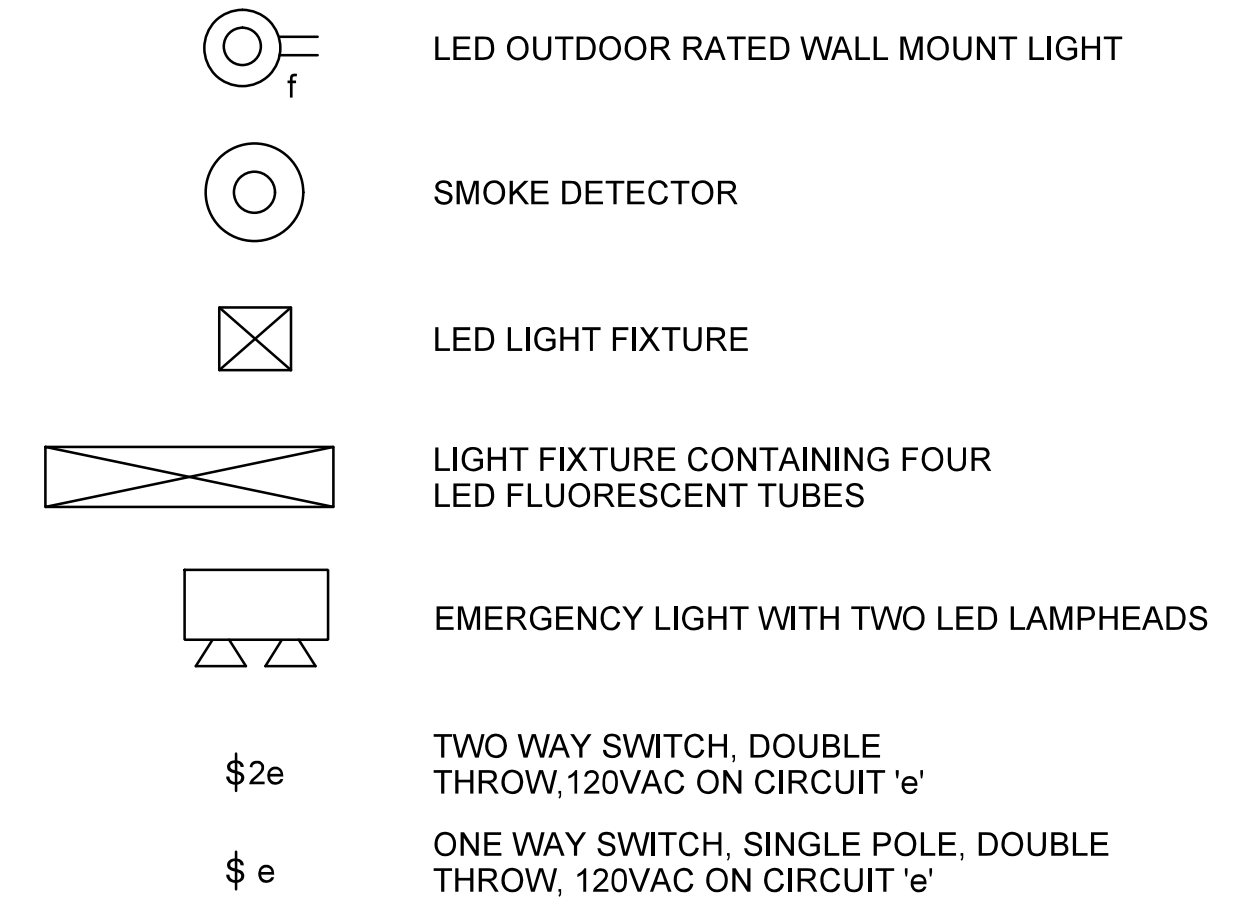 f
LED OUTDOOR RATED WALL MOUNT LIGHT
SMOKE DETECTOR
LED LIGHT FIXTURE
LIGHT FIXTURE CONTAINING FOUR
LED FLUORESCENT TUBES
EMERGENCY LIGHT WITH TWO LED LAMPHEADS
$2e
TWO WAY SWITCH, DOUBLE
THROW,120VAC ON CIRCUIT 'e'
$ e
ONE WAY SWITCH, SINGLE POLE, DOUBLE
THROW, 120VAC ON CIRCUIT 'e'